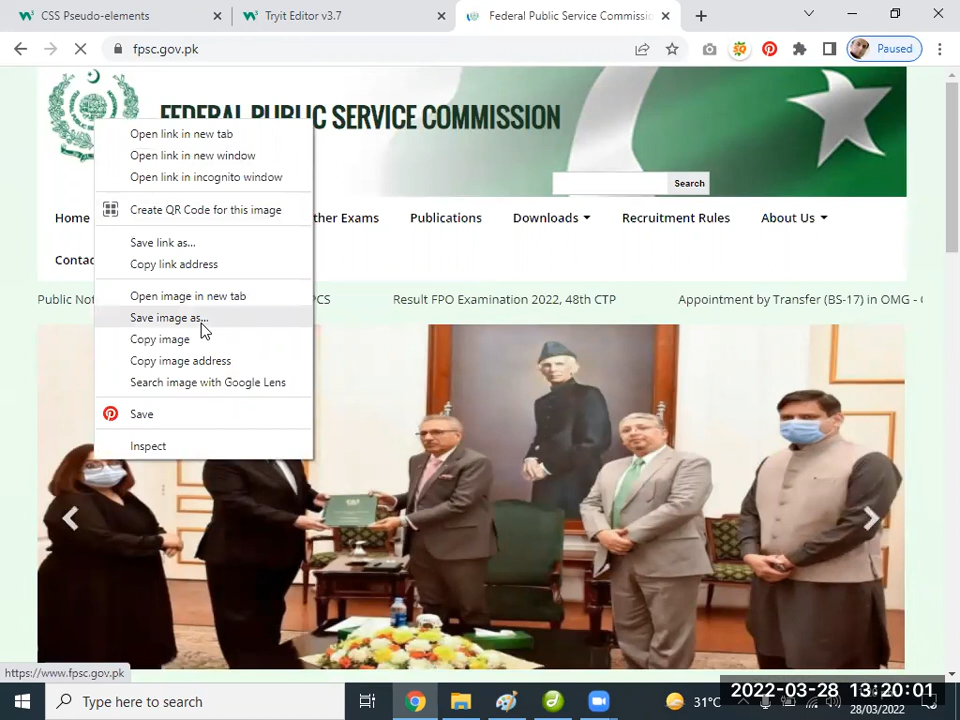 CSS Pseudo-elements
Tryit Editor v3.7
Federal Public Service Commissi
fpsc.gov.pk
Paused
FEDERAL PUBLIC SERVICE COMMISSION
Search
Home
ther Exams
Publications
Downloads
Recruitment Rules
About Us
Contac
Public Not
PCS
Result FPO Examination 2022, 48th CTP
Appointment by Transfer (BS-17) in OMG -
Open link in new tab
Open link in new window
Open link in incognito window
Create QR Code for this image
Save link as...
Copy link address
Open image in new tab
Save image as...
Copy image
Copy image address
Search image with Google Lens
Save
Inspect
https://www.fpsc.gov.pk
Type here to search
31°C
2022-03-28 13:20:01
28/03/2022